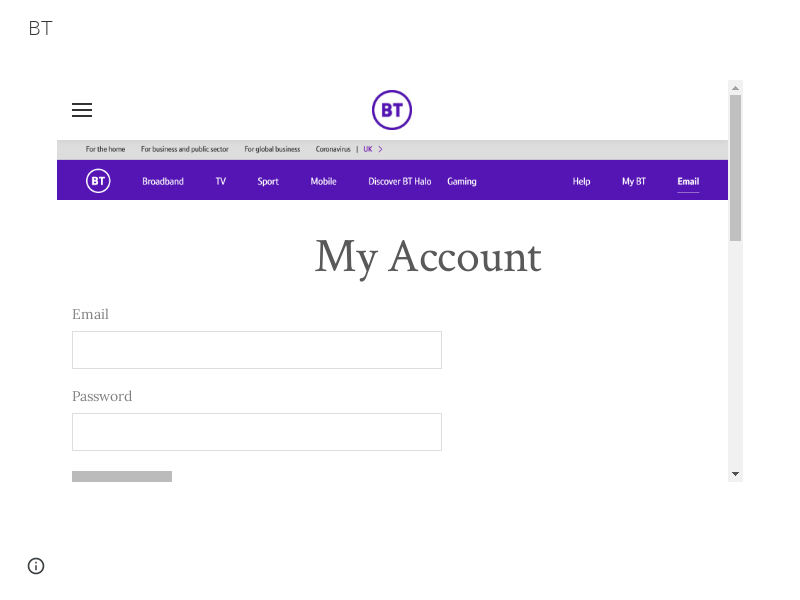 BT
BT
For the home For business and public sector For global business Coronavirus | UK >
BT Broadband TV Sport Mobile Discover BT Halo Gaming Help My BT Email
My Account
Email
Password